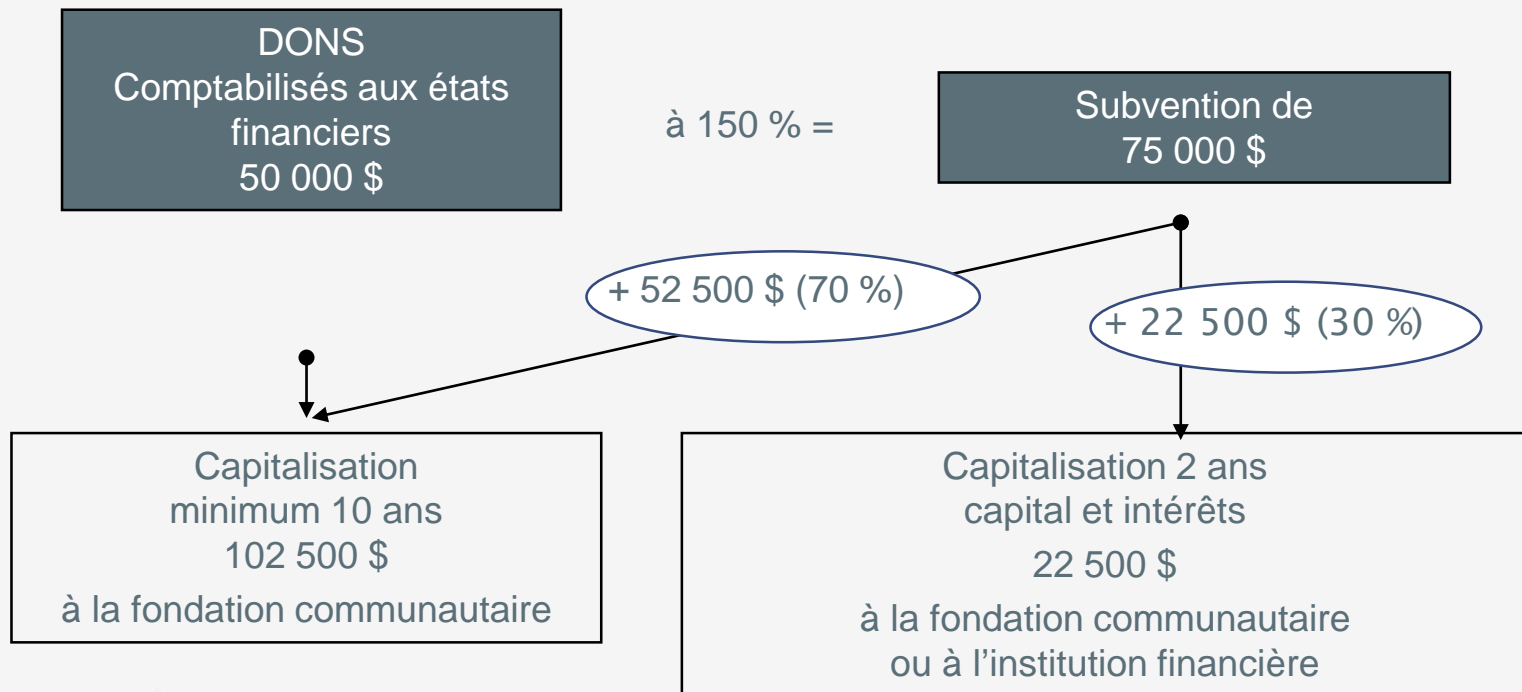 DONS
Comptabilisés aux états
financiers
50 000 $
à 150 % =
Subvention de
75 000 $
+ 52 500 $ (70 %)
+ 22 500 $ (30 %)
Capitalisation
minimum 10 ans
102 500 $
à la fondation communautaire
Capitalisation 2 ans
capital et intérêts
22 500 $
à la fondation communautaire
ou à l’institution financière